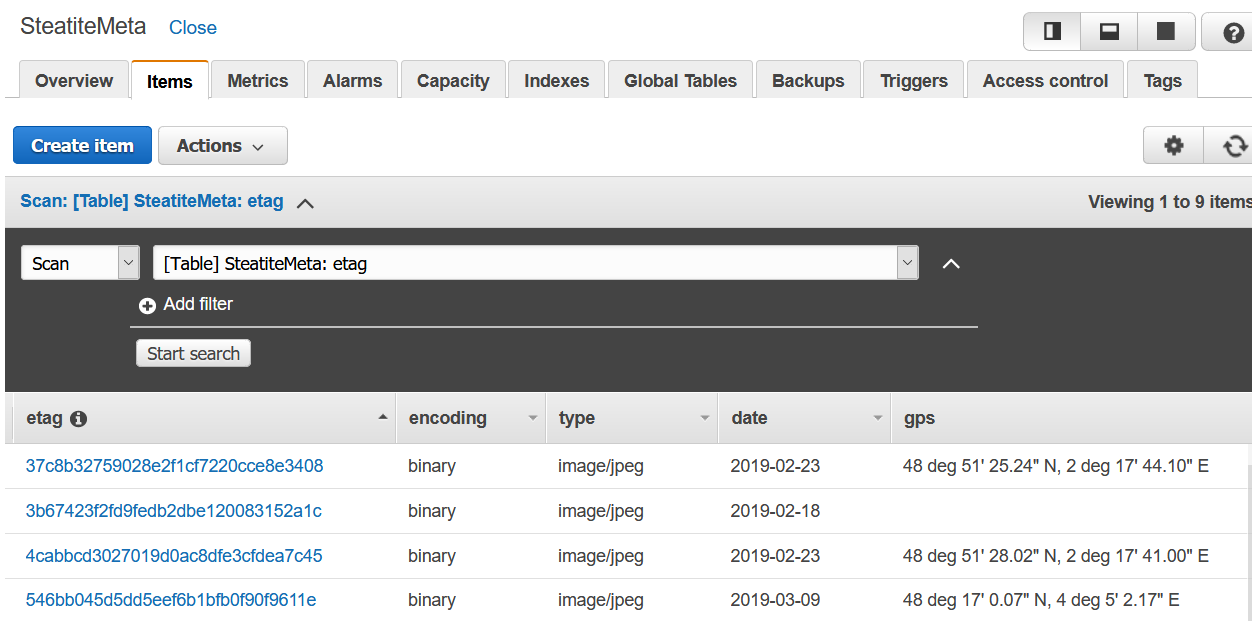 SteatiteMeta Close
Overview Items Metrics Alarms Capacity Indexes Global Tables Backups Triggers Access control Tags
Create item Actions
Scan: [Table] SteatiteMeta: etag Viewing 1 to 9 items
Scan [Table] SteatiteMeta: etag
Add filter
Start search
etag encoding type date gps
37c8b32759028e2f1cf7220cce8e3408 binary image/jpeg 2019-02-23 48 deg 51' 25.24" N, 2 deg 17' 44.10" E
3b67423f2fd9fedb2dbe120083152a1c binary image/jpeg 2019-02-18
4cabbcd3027019d0ac8dfe3cfdea7c45 binary image/jpeg 2019-02-23 48 deg 51' 28.02" N, 2 deg 17' 41.00" E
546bb045d5dd5eef6b1bfb0f90f9611e binary image/jpeg 2019-03-09 48 deg 17' 0.07" N, 4 deg 5' 2.17" E